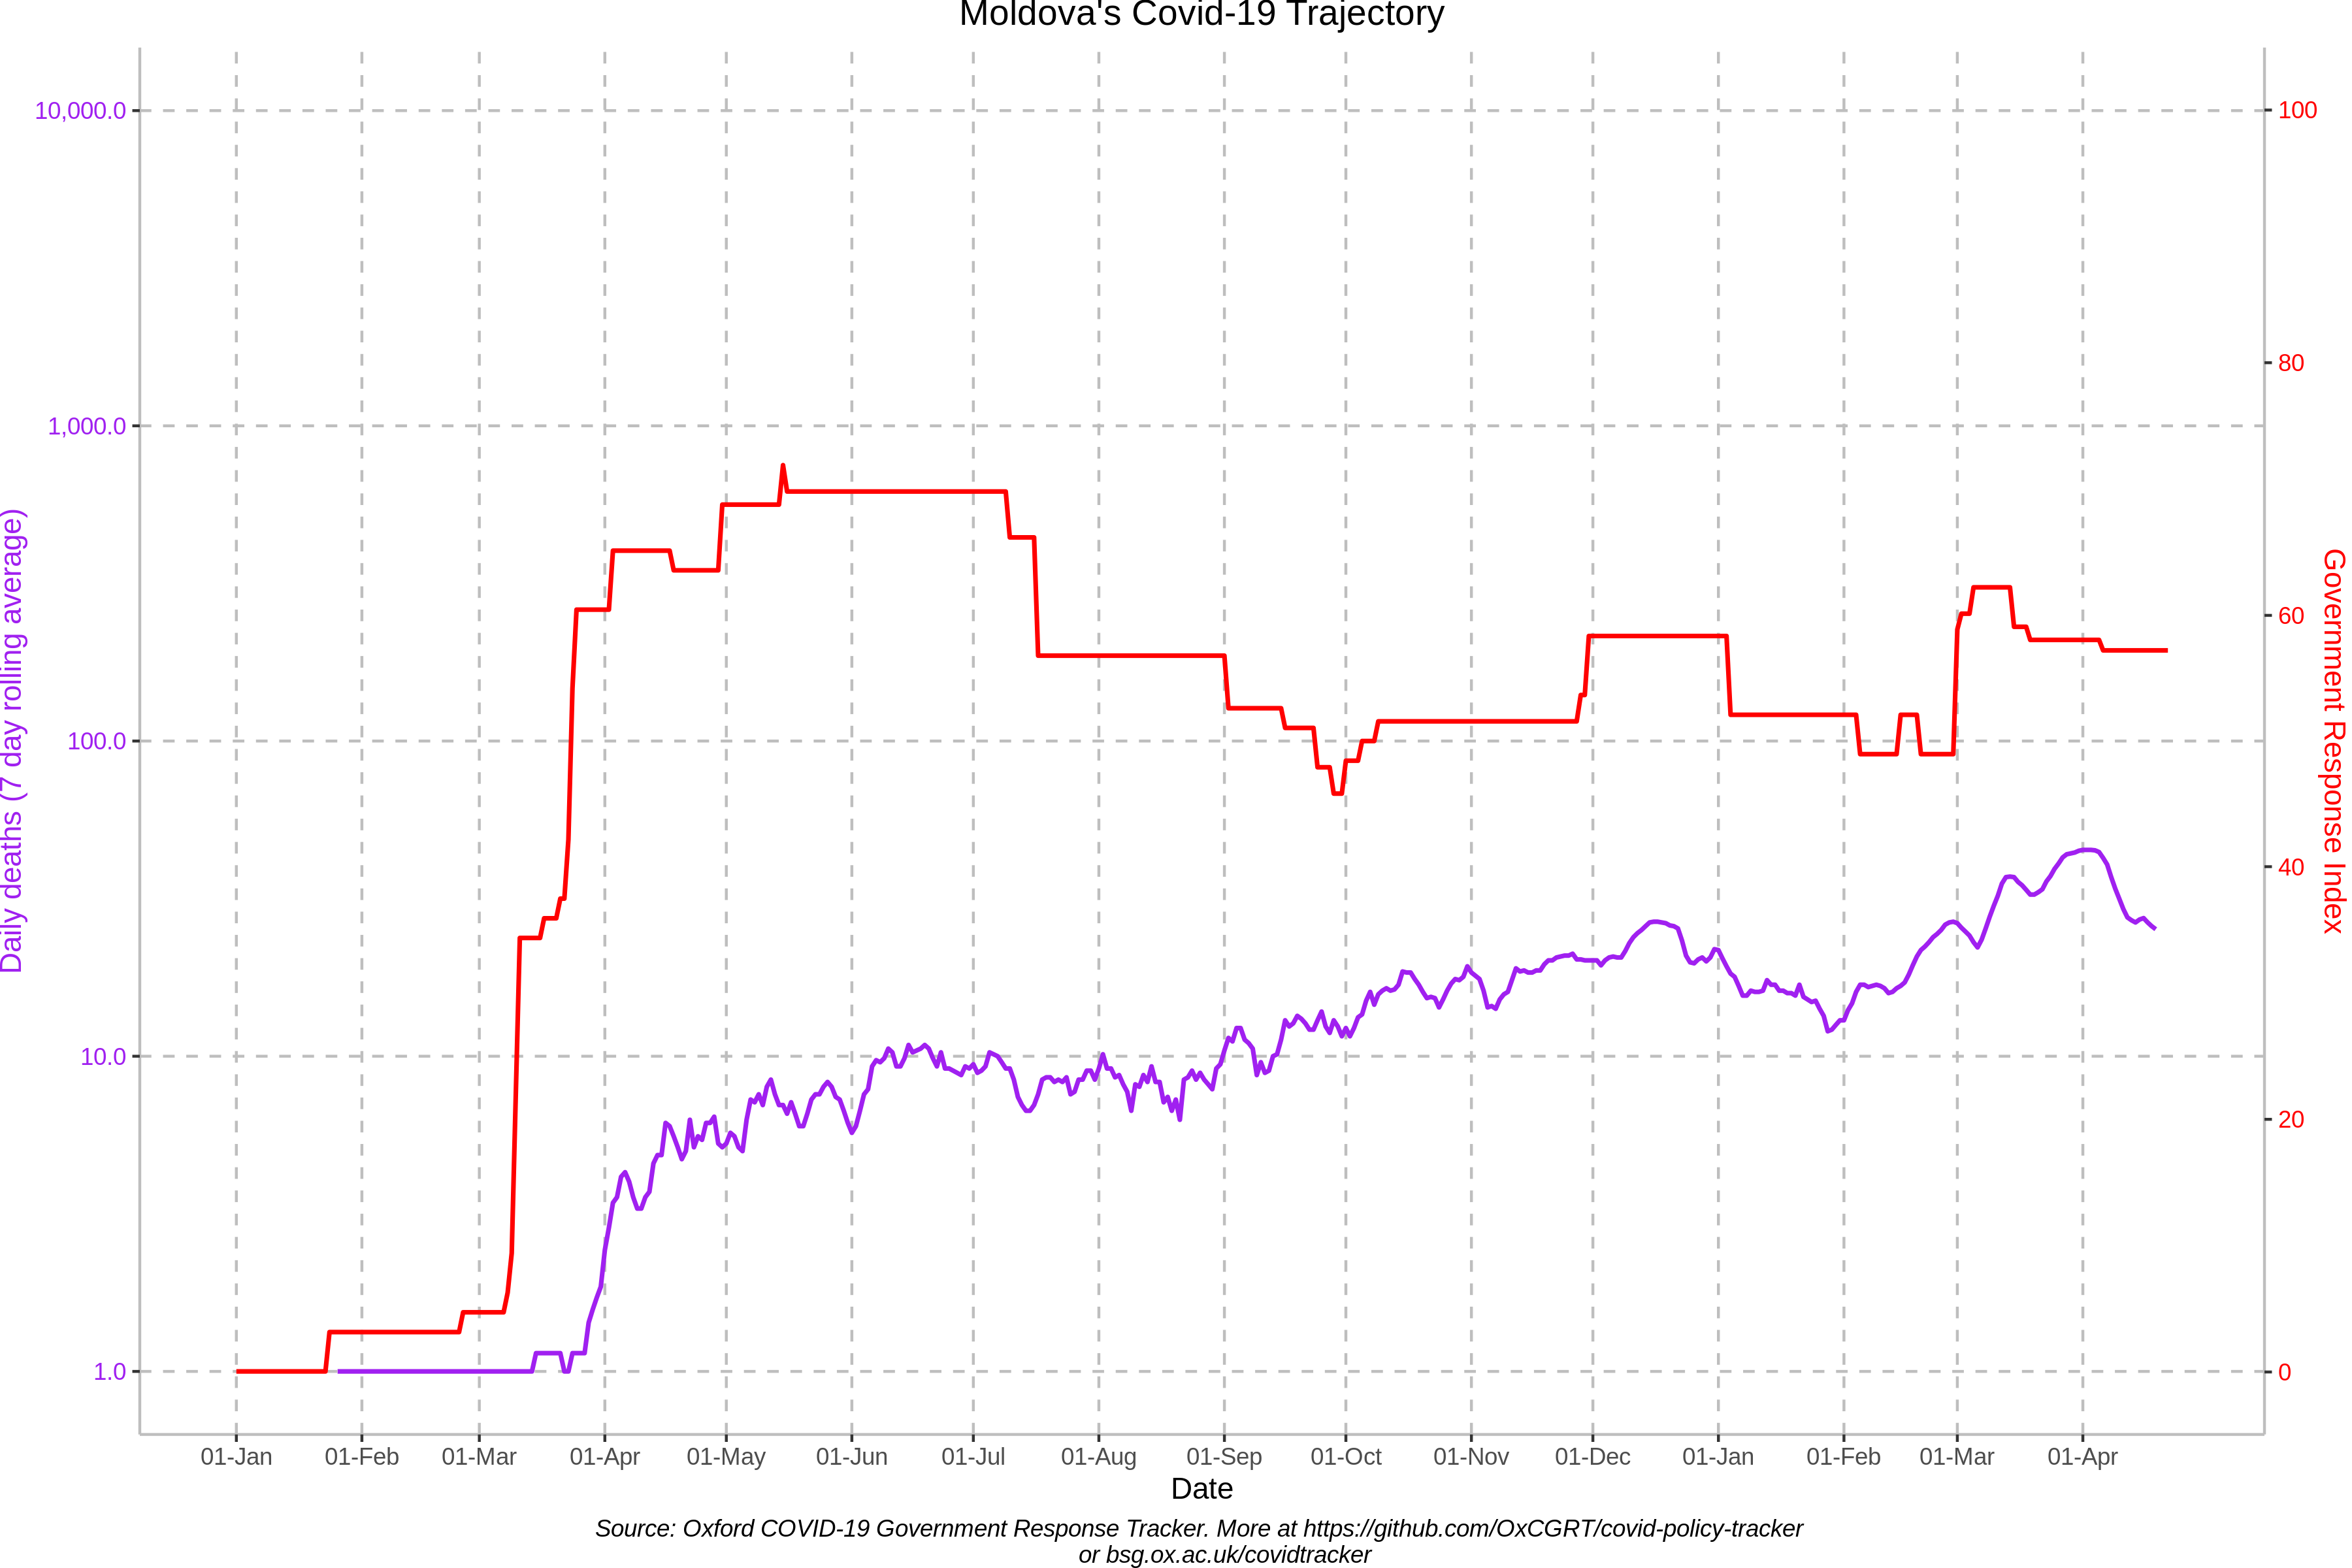 Moldova's Covid-19 Trajectory
10,000.0
1,000.0
100.0
10.0
1.0
Daily deaths (7 day rolling average)
100
80
60
40
20
0
Government Response Index
01-Jan 01-Feb 01-Mar 01-Apr 01-May 01-Jun 01-Jul 01-Aug 01-Sep 01-Oct 01-Nov 01-Dec 01-Jan 01-Feb 01-Mar 01-Apr
Date
Source: Oxford COVID-19 Government Response Tracker. More at https://github.com/OxCGRT/covid-policy-tracker
or bsg.ox.ac.uk/covidtracker